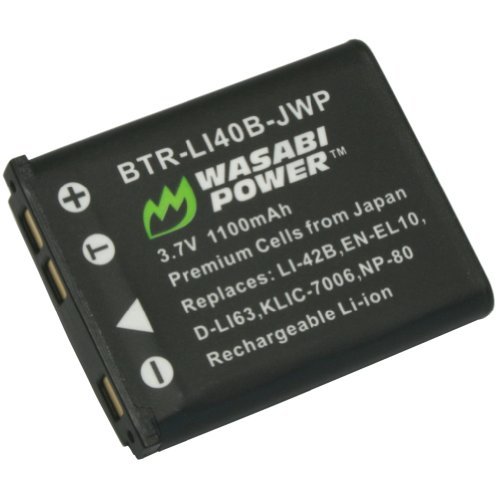 BTR-LI40B-JWP
WASABI
POWER™
3.7V 1100mAh
Premium Cells from Japan
Replaces: LI-42B,EN-EL10,
D-LI63,KLIC-7006,NP-80
Rechargeable Li-ion
+
T
-